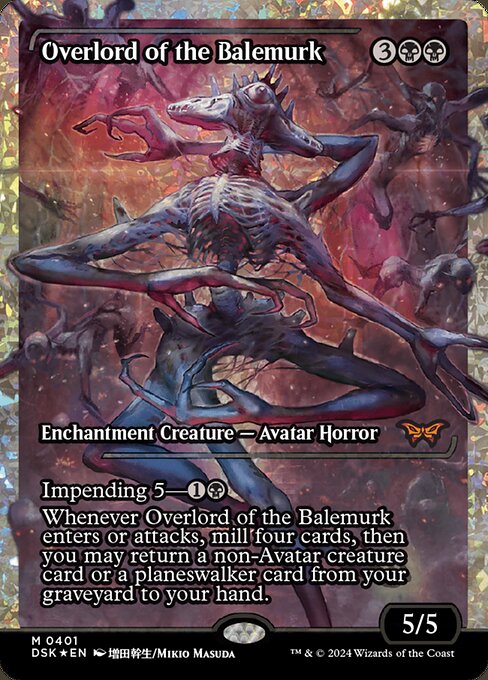 Overlord of the Balemurk 3
Enchantment Creature — Avatar Horror
Impending 5—1
Whenever Overlord of the Balemurk
enters or attacks, mill four cards, then
you may return a non-Avatar creature
card or a planeswalker card from your
graveyard to your hand.
5/5
M 0401
DSK★EN 増田幹生/Mikio Masuda
™ & © 2024 Wizards of the Coast